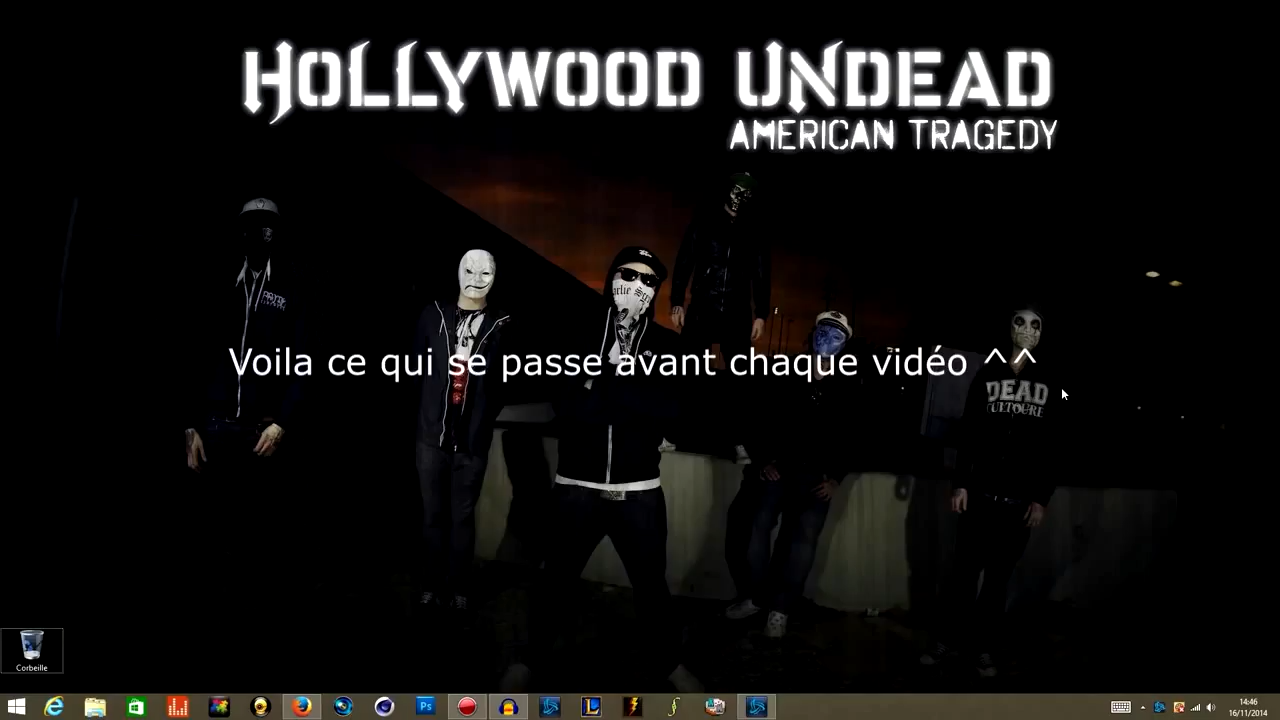 HOLLYWOOD UNDEAD
AMERICAN TRAGEDY
Voila ce qui se passe avant chaque vidéo ^^
DEAD
Corbeille
Ps
14:46
16/11/2014